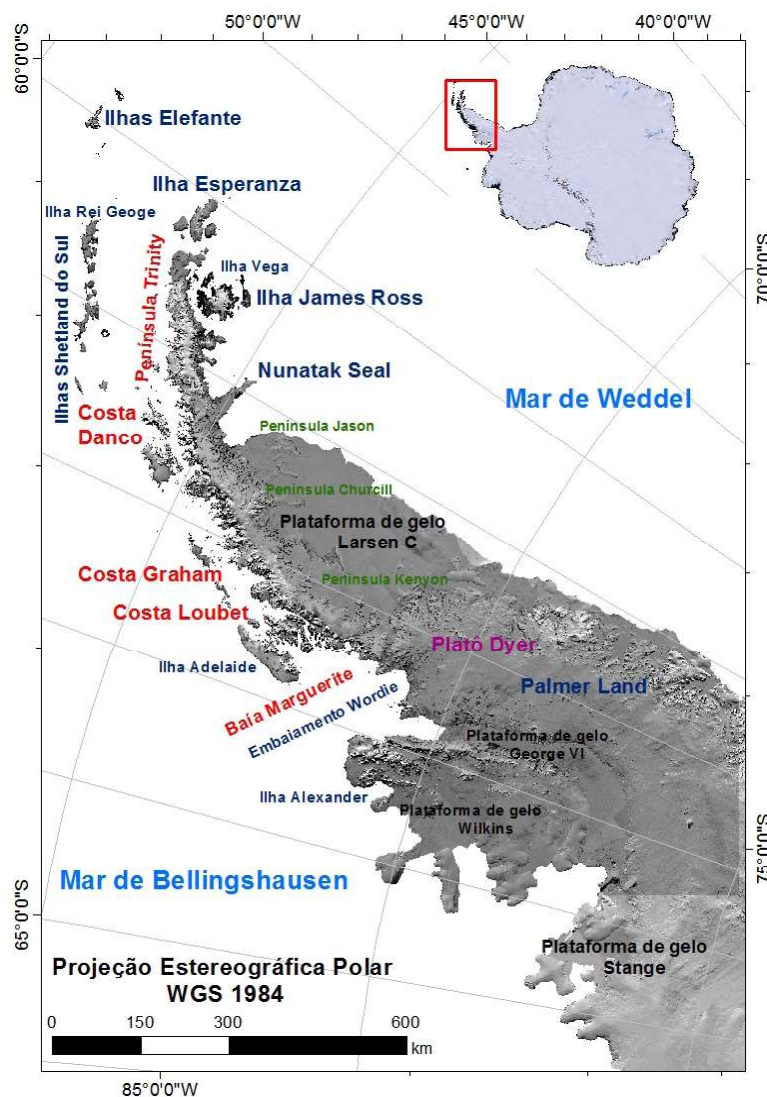 50°0'0"W
45°0'0"W
40°0'0"W
60°0'0"S
Ilhas Elefante
Ilha Esperanza
Ilha Rei Geoge
Ilhas Shetland do Sul
Península Trinity
Ilha Vega
Ilha James Ross
70°0'0"S
Nunatak Seal
Mar de Weddel
Costa
Danco
Península Jason
Península Churcill
Plataforma de gelo
Larsen C
Costa Graham
Península Kenyon
Costa Loubet
Platô Dyer
Ilha Adelaide
Palmer Land
Baía Marguerite
Embaiamento Wordie
Plataforma de gelo
George VI
Ilha Alexander
Plataforma de gelo
Wilkins
75°0'0"S
Mar de Bellingshausen
65°0'0"S
Plataforma de gelo
Stange
Projeção Estereográfica Polar
WGS 1984
0 150 300 600
km
85°0'0"W